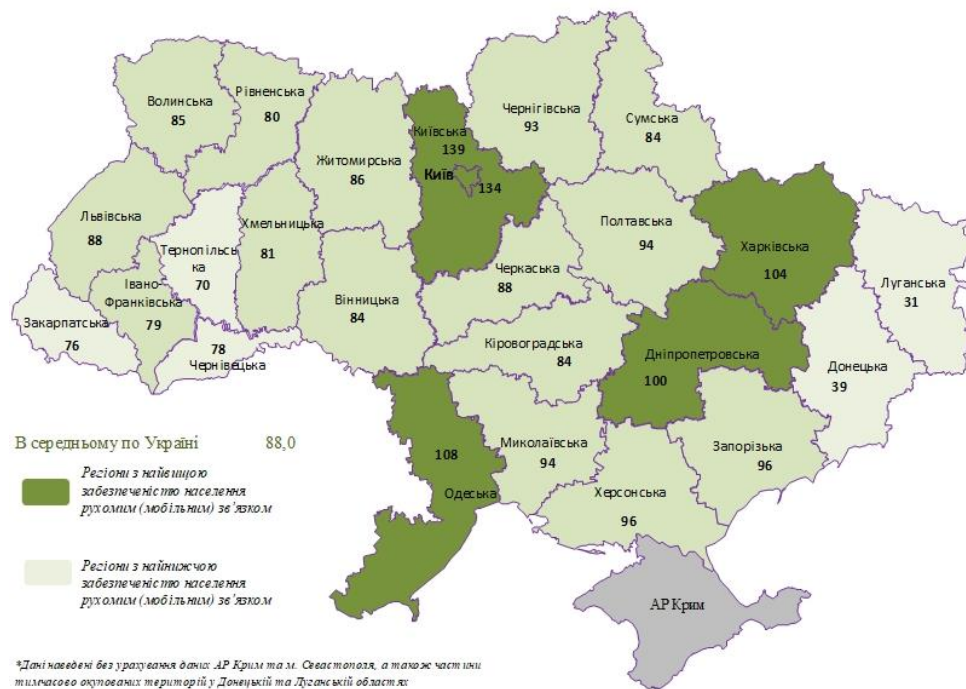 Волинська
85
Рівненська
80
Житомирська
86
Київська
139
Київ
134
Чернігівська
93
Сумська
84
Львівська
88
Тернопільсь
ка
70
Хмельницька
81
Вінницька
84
Черкаська
88
Полтавська
94
Харківська
104
Луганська
31
Івано-
Франківська
79
Закарпатська
76
78
Чернівецька
Кіровоградська
84
Дніпропетровська
100
Донецька
39
В середньому по Україні 88,0
108
Одеська
Миколаївська
94
Запорізька
96
Херсонська
96
АР Крим
Регіони з найвищою
забезпеченістю населення
рухомим (мобільним) зв'язком
Регіони з найнижчою
забезпеченістю населення
рухомим (мобільним) зв'язком
*Дані наведені без урахування даних АР Крим та м. Севастополя, а також частини
тимчасово окупованих територій у Донецькій та Луганській областях